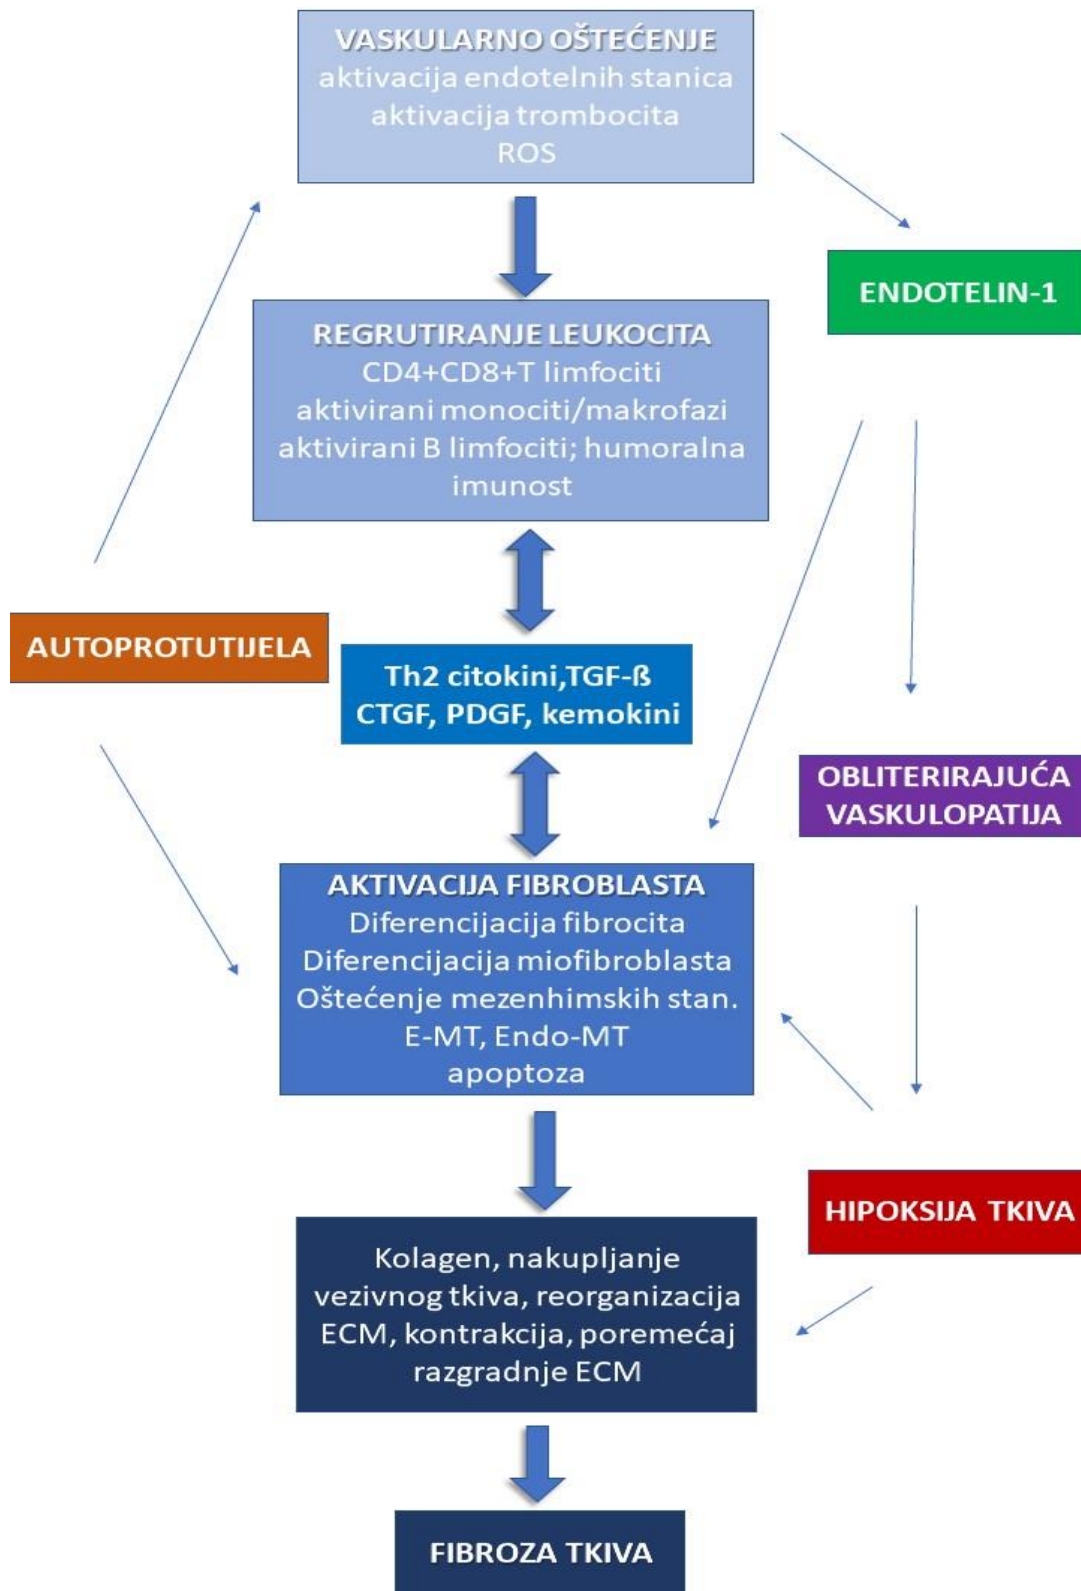 VASKULARNO OŠTEĆENJE
aktivacija endotelnih stanica
aktivacija trombocita
ROS
ENDOTELIN-1
REGRUTIRANJE LEUKOCITA
CD4+CD8+T limfociti
aktivirani monociti/makrofazi
aktivirani B limfociti; humoralna
imunost
AUTOPROTUTIJELA
Th2 citokini,TGF-ß
CTGF, PDGF, kemokini
OBLITERIRAJUĆA
VASKULOPATIJA
AKTIVACIJA FIBROBLASTA
Diferencijacija fibrocita
Diferencijacija miofibroblasta
Oštećenje mezenhimskih stan.
E-MT, Endo-MT
apoptoza
HIPOKSIJA TKIVA
Kolagen, nakupljanje
vezivnog tkiva, reorganizacija
ECM, kontrakcija, poremećaj
razgradnje ECM
FIBROZA TKIVA